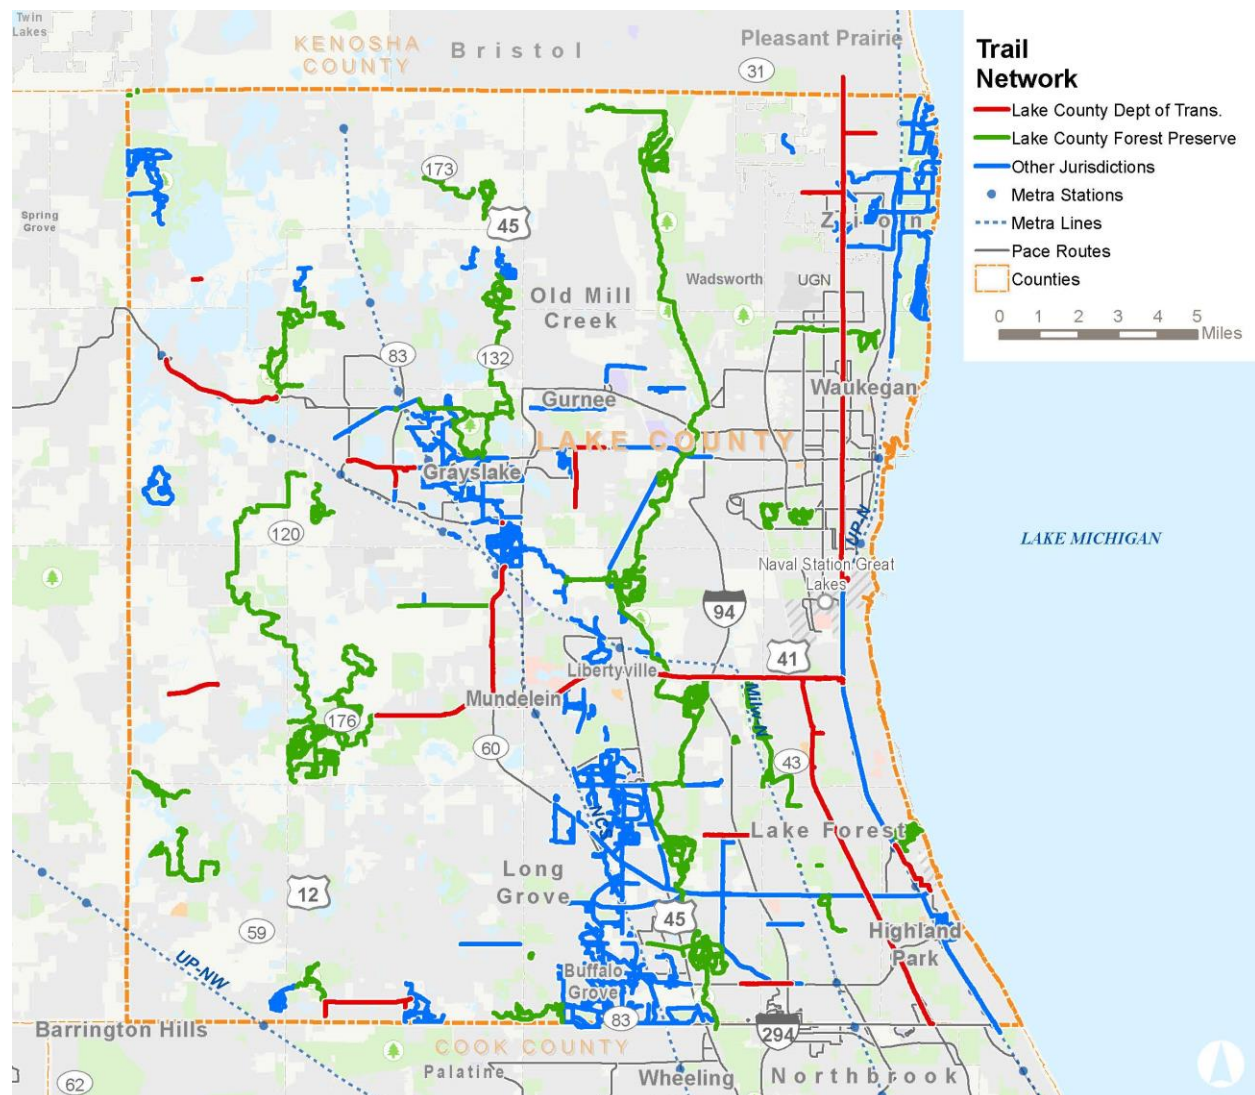 Twin
Lakes
KENOSHA
COUNTY
Bristol
Pleasant Prairie
31
Trail
Network
Lake County Dept of Trans.
Lake County Forest Preserve
Other Jurisdictions
Metra Stations
Metra Lines
Pace Routes
Counties
0 1 2 3 4 5
Miles
173
45
Spring
Grove
Zion
Wadsworth
UGN
Old Mill
Creek
83
132
Waukegan
Gurnee
LAKE COUNTY
Grayslake
120
UP-N
LAKE MICHIGAN
Naval Station Great
Lakes
94
41
Libertyville
Mundelein
Milw-N
176
60
43
NCS
Lake Forest
Long
Grove
12
45
59
Highland
Park
UP-NW
Buffalo
Grove
83
Barrington Hills
294
COOK COUNTY
Palatine
62
Wheeling
Northbrook